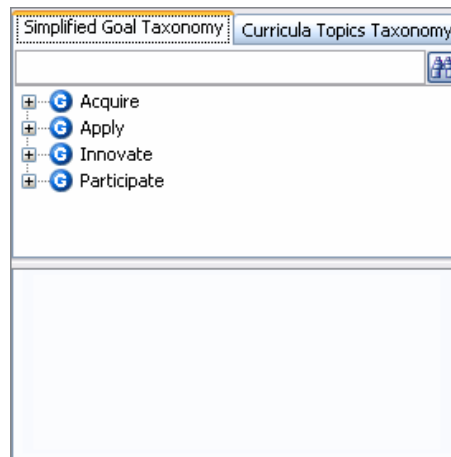 Simplified Goal Taxonomy Curricula Topics Taxonomy
G Acquire
G Apply
G Innovate
G Participate